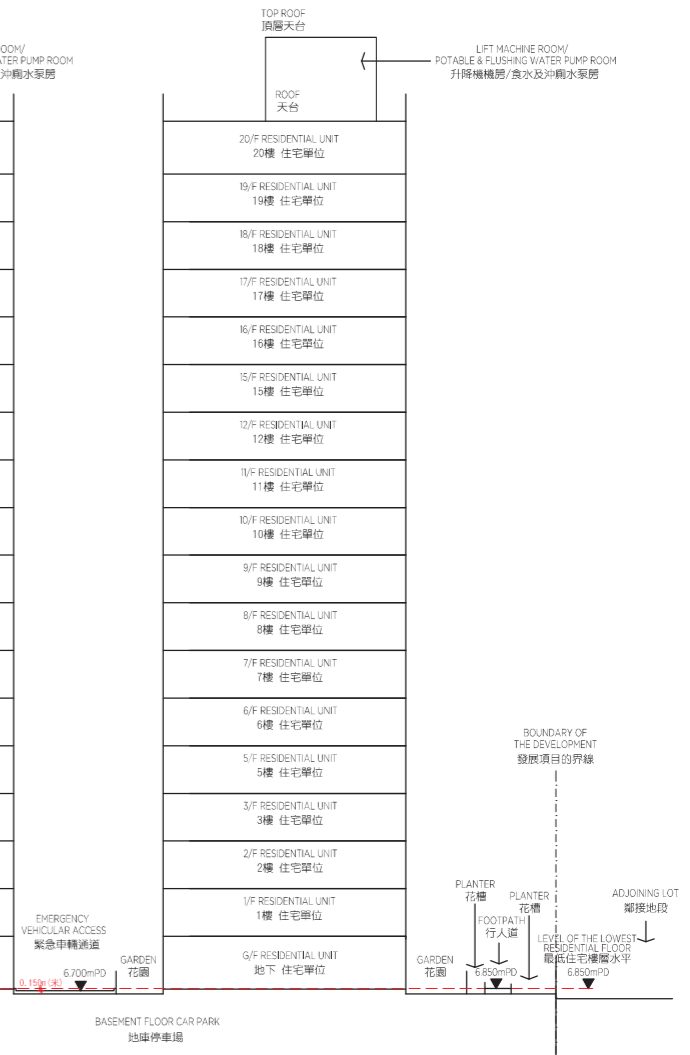 TOP ROOF
頂層天台
ROOM/
WATER PUMP ROOM
沖廁水泵房
LIFT MACHINE ROOM/
POTABLE & FLUSHING WATER PUMP ROOM
升降機機房/食水及沖廁水泵房
ROOF
天台
20/F RESIDENTIAL UNIT
20樓 住宅單位
19/F RESIDENTIAL UNIT
19樓 住宅單位
18/F RESIDENTIAL UNIT
18樓 住宅單位
17/F RESIDENTIAL UNIT
17樓 住宅單位
16/F RESIDENTIAL UNIT
16樓 住宅單位
15/F RESIDENTIAL UNIT
15樓 住宅單位
12/F RESIDENTIAL UNIT
12樓 住宅單位
11/F RESIDENTIAL UNIT
11樓 住宅單位
10/F RESIDENTIAL UNIT
10樓 住宅單位
9/F RESIDENTIAL UNIT
9樓 住宅單位
8/F RESIDENTIAL UNIT
8樓 住宅單位
7/F RESIDENTIAL UNIT
7樓 住宅單位
6/F RESIDENTIAL UNIT
6樓 住宅單位
5/F RESIDENTIAL UNIT
5樓 住宅單位
3/F RESIDENTIAL UNIT
3樓 住宅單位
2/F RESIDENTIAL UNIT
2樓 住宅單位
1/F RESIDENTIAL UNIT
1樓 住宅單位
G/F RESIDENTIAL UNIT
地下 住宅單位
BOUNDARY OF
THE DEVELOPMENT
發展項目的界線
EMERGENCY
VEHICULAR ACCESS
緊急車輛通道
6.700mPD
0.150m(米)
GARDEN
花園
GARDEN
花園
PLANTER
花槽
FOOTPATH
行人道
6.850mPD
PLANTER
花槽
LEVEL OF THE LOWEST
RESIDENTIAL FLOOR
最低住宅樓層水平
6.850mPD
ADJOINING LOT
鄰接地段
BASEMENT FLOOR CAR PARK
地庫停車場